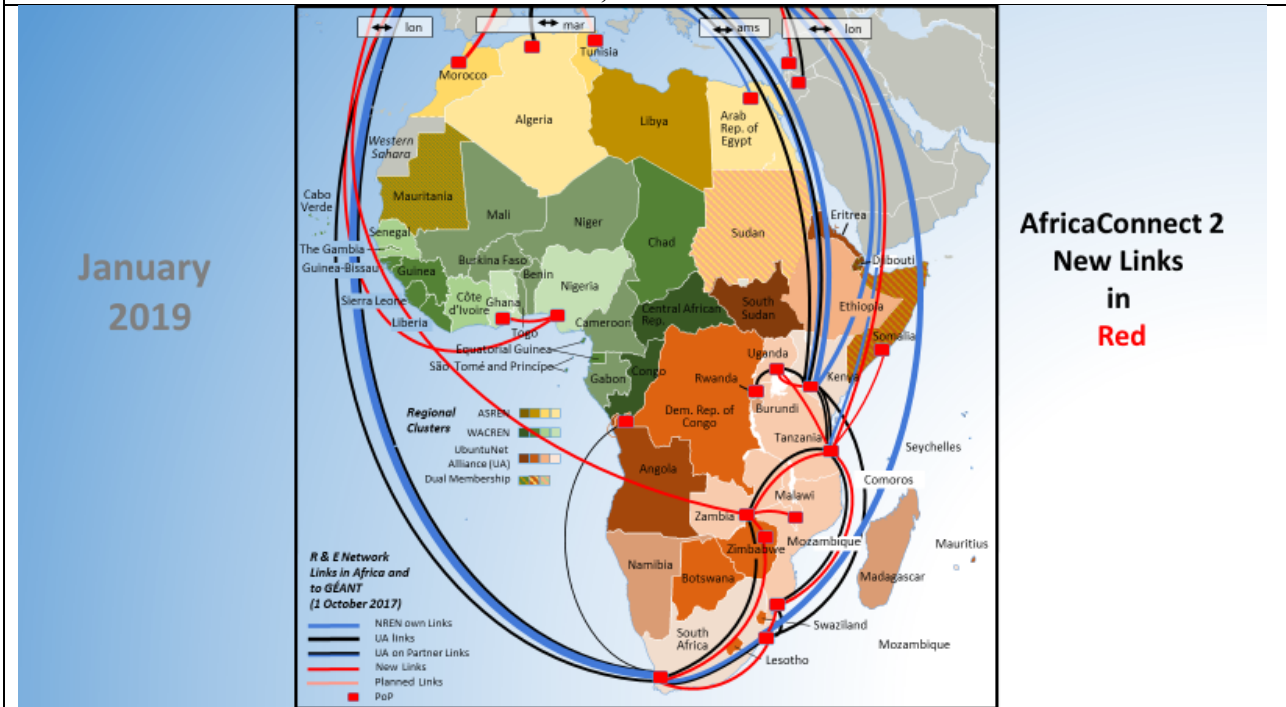 January
2019
lon
mar
ams
lon
Morocco
Tunisia
Algeria
Libya
Arab
Rep. of
Egypt
Western
Sahara
Mauritania
Cabo
Verde
Mali
Niger
Chad
Sudan
Eritrea
Djibouti
Senegal
The Gambia
Guinea-Bissau
Guinea
Sierra Leone
Liberia
Burkina Faso
Benin
Côte
d'Ivoire
Ghana
Togo
Nigeria
Cameroon
Central African
Rep.
South
Sudan
Ethiopia
Somalia
Equatorial Guinea
São Tomé and Principe
Gabon
Congo
Uganda
Rwanda
Kenya
Burundi
Dem. Rep. of
Congo
Tanzania
Seychelles
Comoros
Regional
Clusters
ASREN
WACREN
UbuntuNet
Alliance (UA)
Dual Membership
Angola
Zambia
Malawi
Mozambique
Zimbabwe
Mauritius
Madagascar
Namibia
Botswana
South
Africa
Swaziland
Mozambique
Lesotho
R & E Network
Links in Africa and
to GÉANT
(1 October 2017)
NREN own Links
UA links
UA on Partner Links
New Links
Planned Links
PoP
AfricaConnect 2
New Links
in
Red